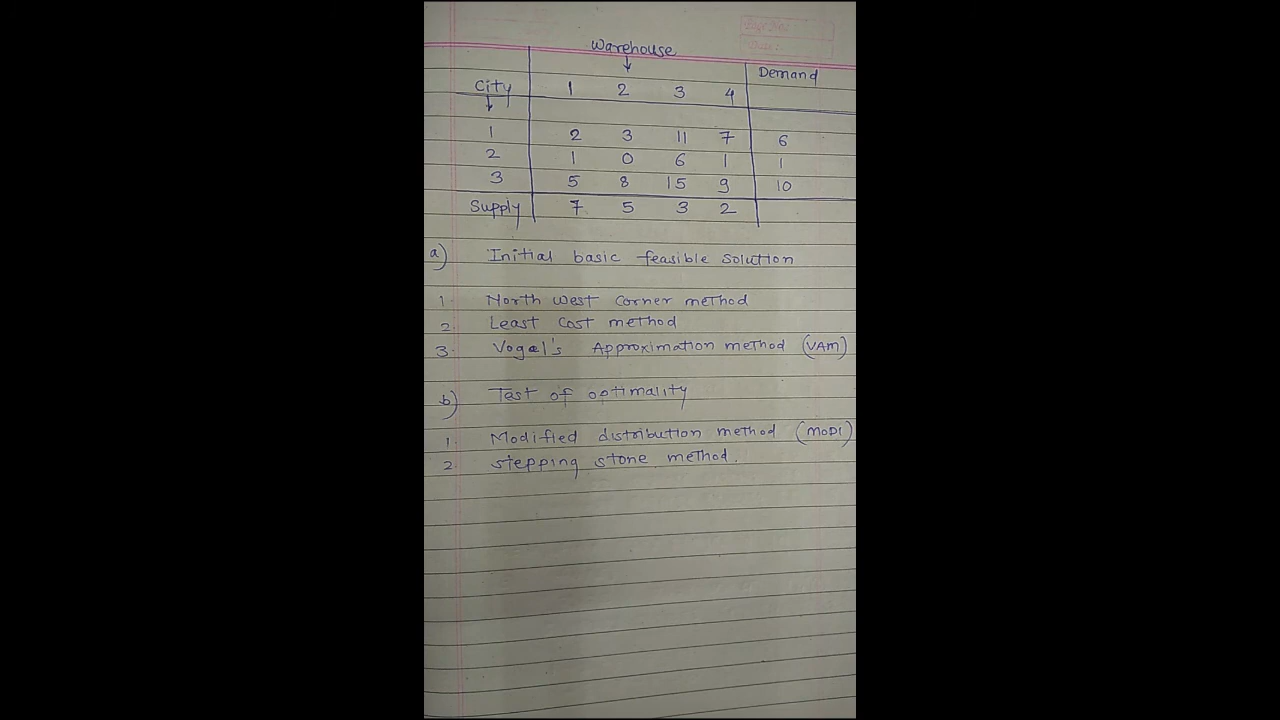 Warehouse
↓
City 1 2 3 4 Demand
↓
1 2 3 11 7 6
2 1 0 6 1 1
3 5 8 15 9 10
Supply 7 5 3 2
a) Initial basic feasible solution
1. North west corner method
2. Least cost method
3. Vogel's Approximation method (VAM)
b) Test of optimality
1. Modified distribution method (MODI)
2. stepping stone method.